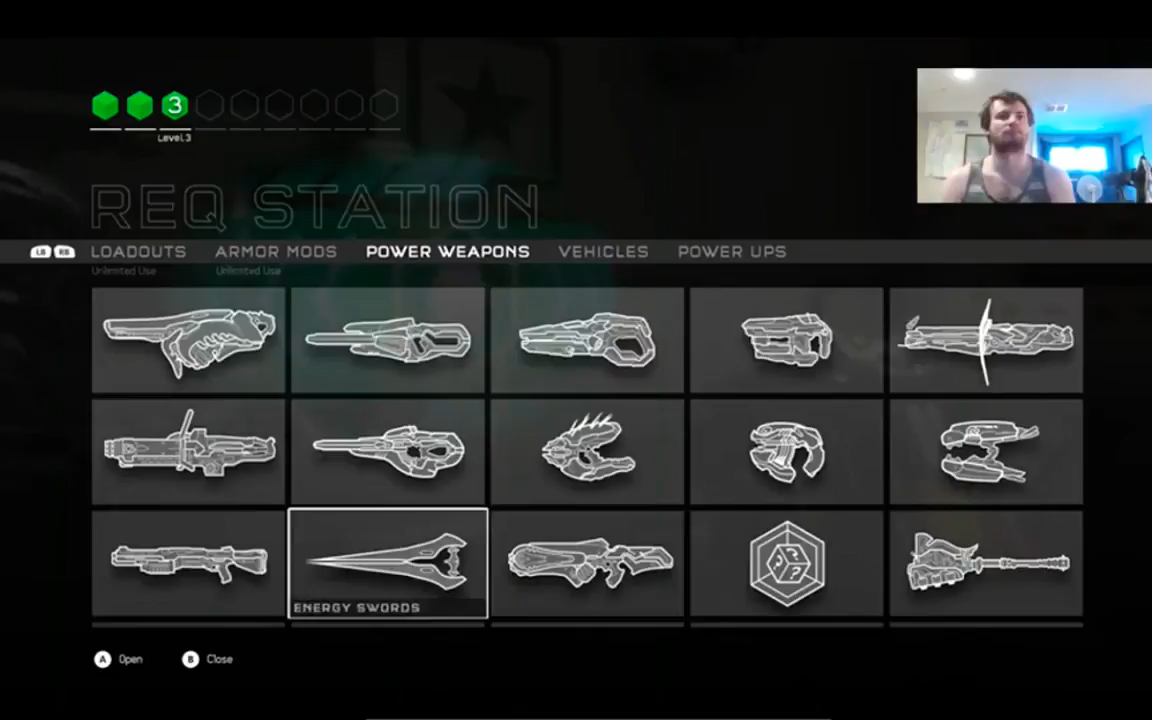 3
Level 3
REQ STATION
LB RB LOADOUTS ARMOR MODS POWER WEAPONS VEHICLES POWER UPS
Unlimited Use Unlimited Use
? ? ?
ENERGY SWORDS
A Open B Close